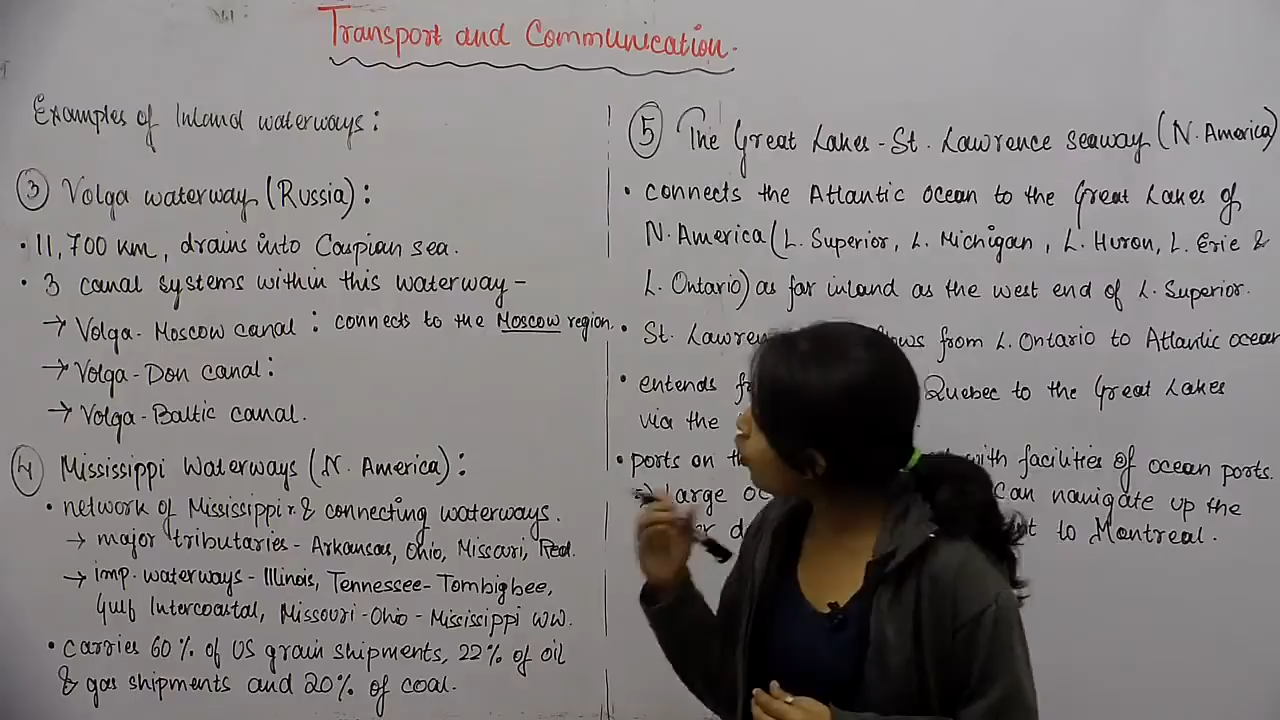 Transport and Communication.
Examples of Inland waterways:
③ Volga waterway (Russia):
• 11,700 km, drains into Caspian sea.
• 3 canal systems within this waterway -
→ Volga-Moscow canal: connects to the Moscow region.
→ Volga-Don canal:
→ Volga-Baltic canal.
④ Mississippi Waterways (N. America):
• network of Mississippi r. & connecting waterways.
→ major tributaries - Arkansas, Ohio, Missouri, Red.
→ imp. waterways - Illinois, Tennessee-Tombigbee,
Gulf Intercoastal, Missouri-Ohio-Mississippi WW.
• carries 60% of US grain shipments, 22% of oil
& gas shipments and 20% of coal.
⑤ The Great Lakes - St. Lawrence seaway (N. America)
• connects the Atlantic ocean to the Great Lakes of
N. America (L. Superior, L. Michigan, L. Huron, L. Erie &
L. Ontario) as far inland as the west end of L. Superior.
• St. from L. Ontario to Atlantic ocean
• entends Quebec to the Great Lakes
via the
• ports on with facilities of ocean ports.
→ large can navigate up the
to Montreal.